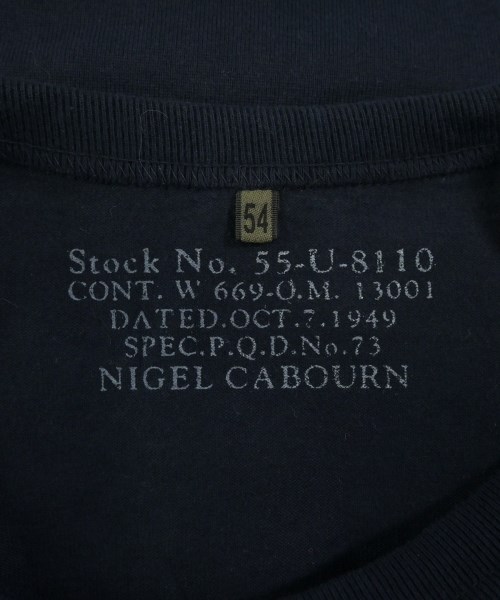 54
Stock No. 55-U-8110
CONT. W 669-O.M. 13001
DATED.OCT.7.1949
SPEC.P.Q.D.No.73
NIGEL CABOURN